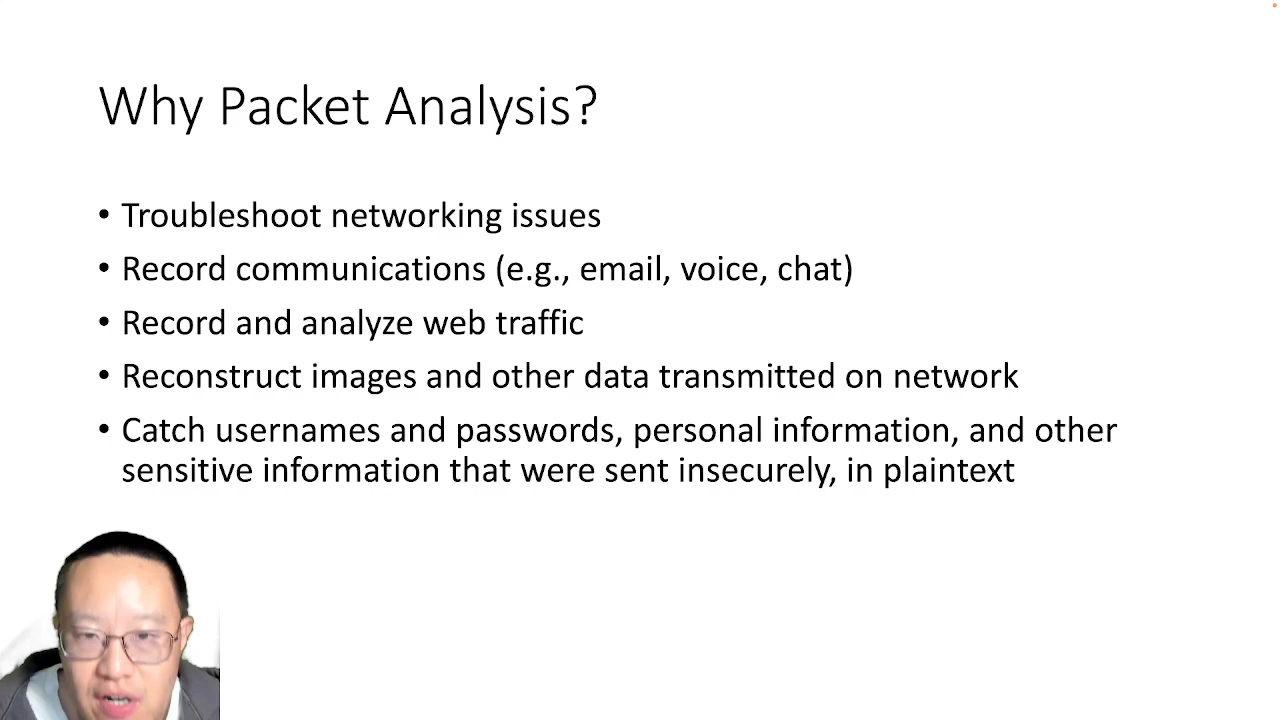 Why Packet Analysis?
• Troubleshoot networking issues
• Record communications (e.g., email, voice, chat)
• Record and analyze web traffic
• Reconstruct images and other data transmitted on network
• Catch usernames and passwords, personal information, and other
sensitive information that were sent insecurely, in plaintext